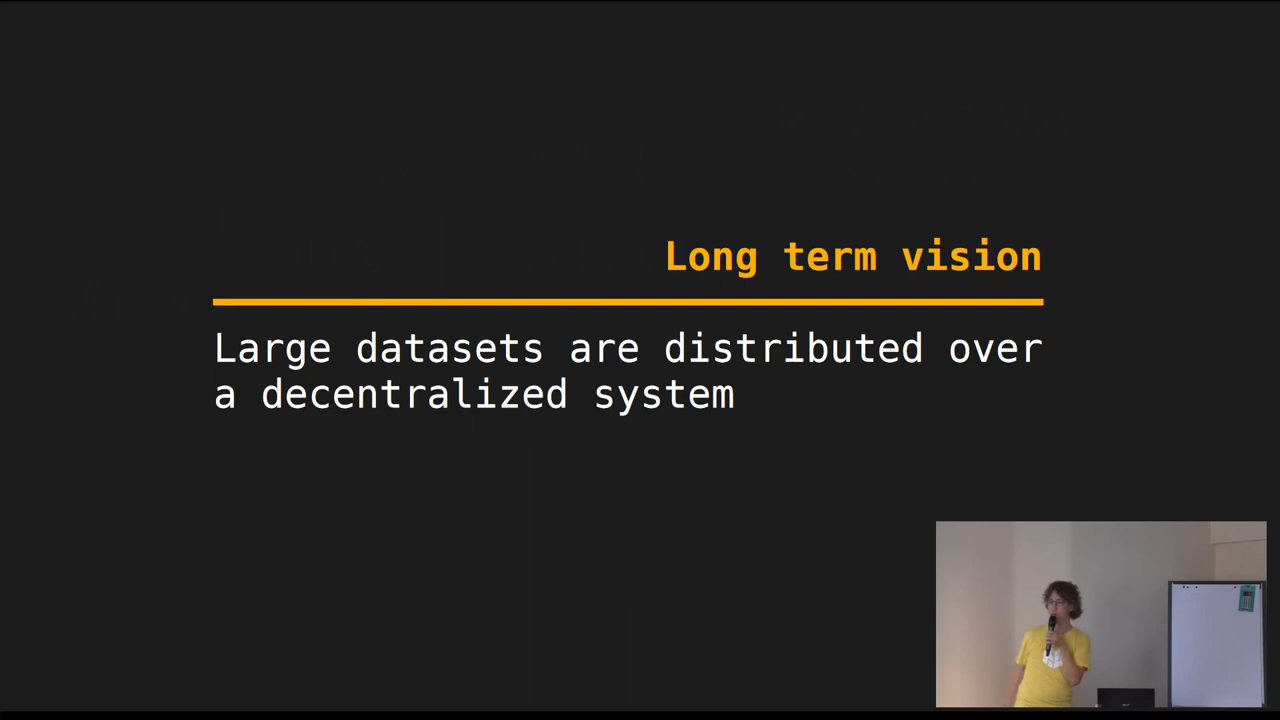 Long term vision
Large datasets are distributed over
a decentralized system